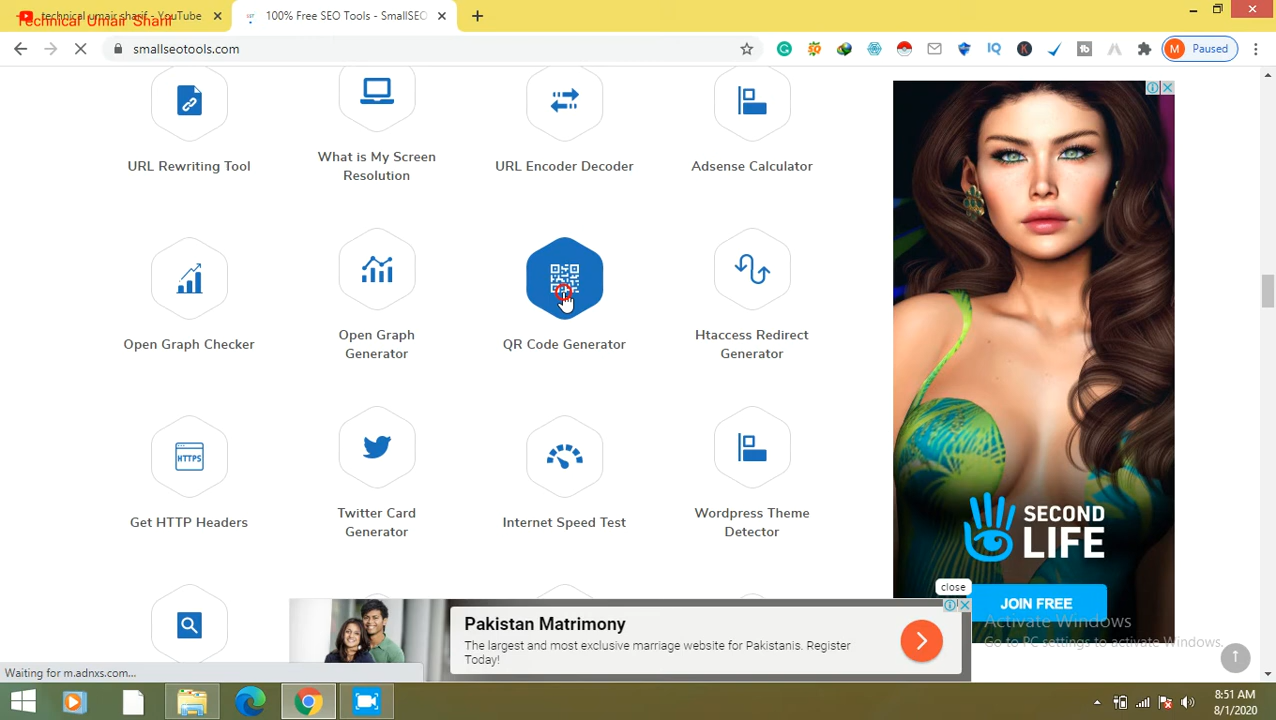 technical umair sharif - YouTube
Technical Umair Sharif
100% Free SEO Tools - SmallSEO
smallseotools.com
Paused
URL Rewriting Tool
What is My Screen
Resolution
URL Encoder Decoder
Adsense Calculator
Open Graph Checker
Open Graph
Generator
QR Code Generator
Htaccess Redirect
Generator
HTTPS
Get HTTP Headers
Twitter Card
Generator
Internet Speed Test
Wordpress Theme
Detector
SECOND
LIFE
JOIN FREE
close
Pakistan Matrimony
The largest and most exclusive marriage website for Pakistanis. Register
Today!
Activate Windows
Go to PC settings to activate Windows.
Waiting for m.adnxs.com...
8:51 AM
8/1/2020